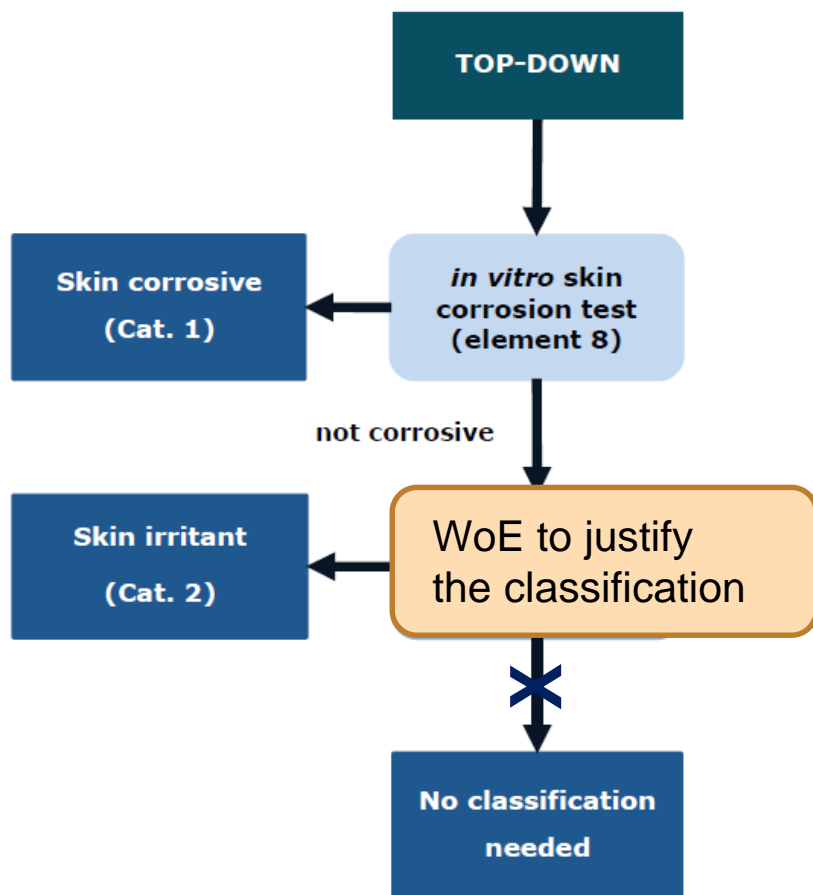 TOP-DOWN
Skin corrosive
(Cat. 1)
in vitro skin
corrosion test
(element 8)
not corrosive
Skin irritant
(Cat. 2)
WoE to justify
the classification
No classification
needed